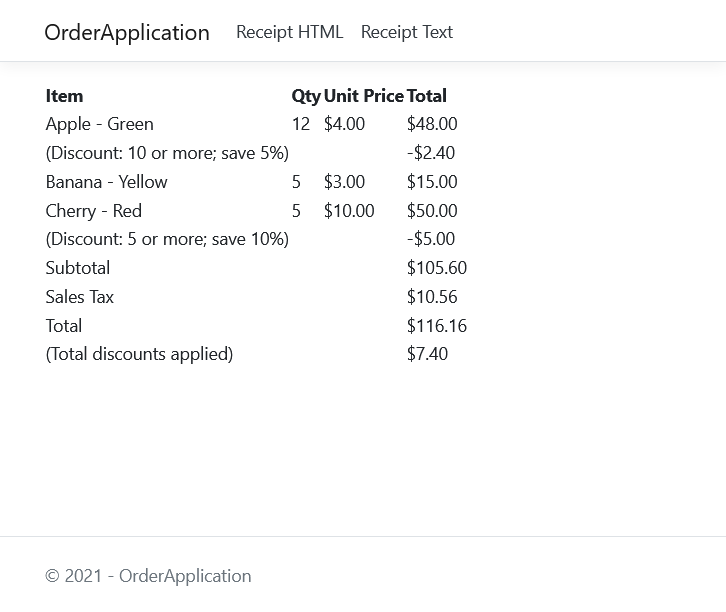 OrderApplication Receipt HTML Receipt Text
Item Qty Unit Price Total
Apple - Green 12 $4.00 $48.00
(Discount: 10 or more; save 5%) -$2.40
Banana - Yellow 5 $3.00 $15.00
Cherry - Red 5 $10.00 $50.00
(Discount: 5 or more; save 10%) -$5.00
Subtotal $105.60
Sales Tax $10.56
Total $116.16
(Total discounts applied) $7.40
© 2021 - OrderApplication